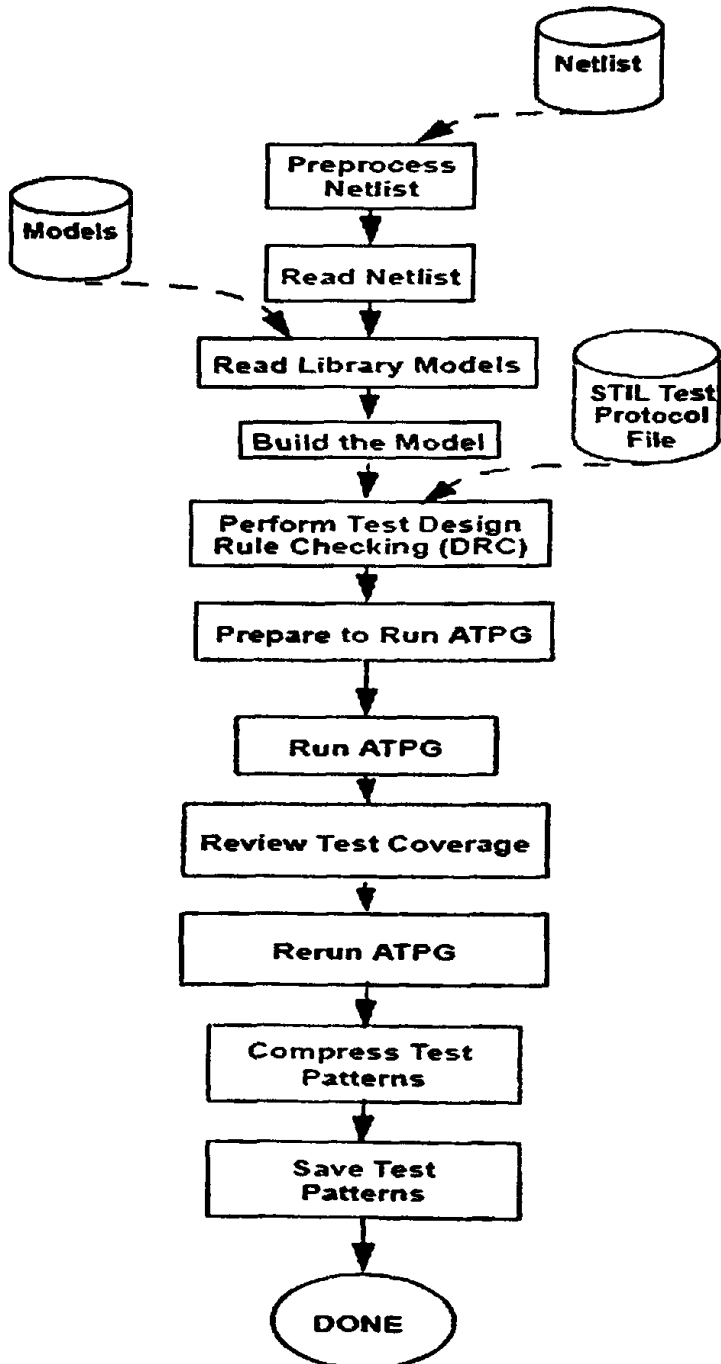 Netlist
Preprocess
Netlist
Models
Read Netlist
Read Library Models
STIL Test
Protocol
File
Build the Model
Perform Test Design
Rule Checking (DRC)
Prepare to Run ATPG
Run ATPG
Review Test Coverage
Rerun ATPG
Compress Test
Patterns
Save Test
Patterns
DONE